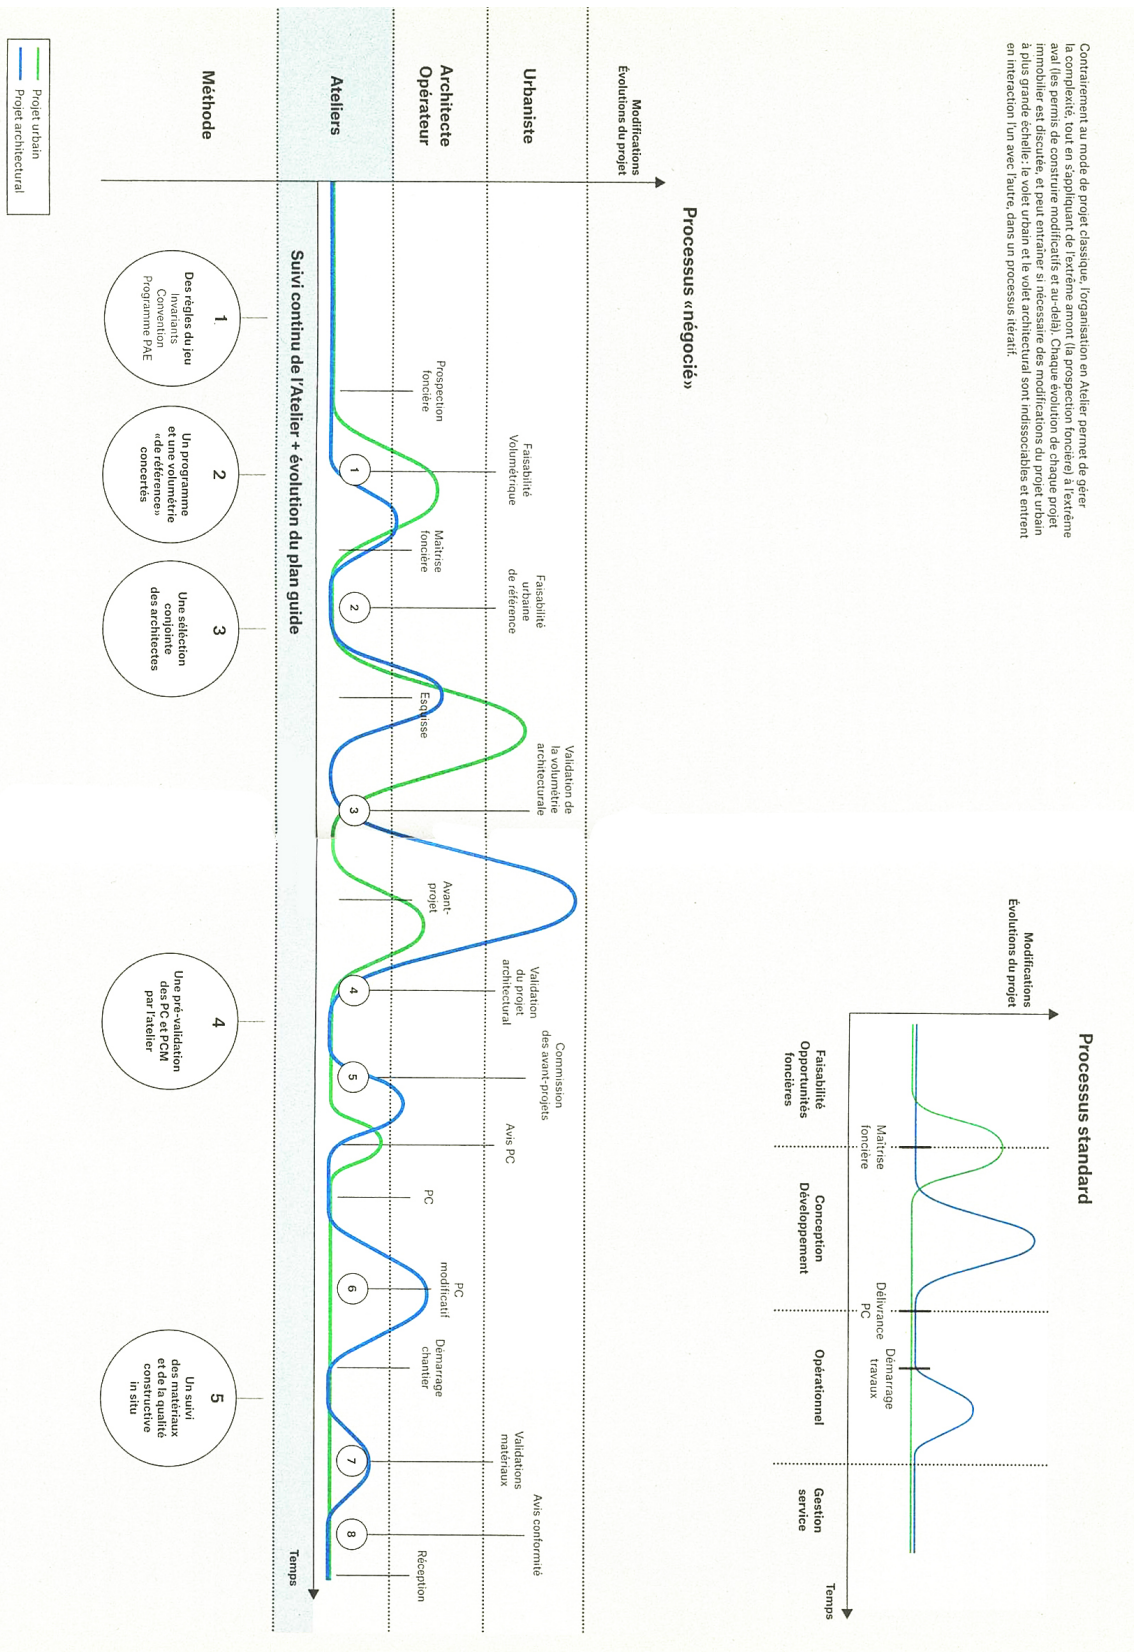 Contrairement au mode de projet classique, l'organisation en Atelier permet de gérer
la complexité, tout en s'appliquant de l'extrême amont (la prospection foncière) à l'extrême
aval (les permis de construire modificatifs et au-delà). Chaque évolution de chaque projet
immobilier est discutée, et peut entraîner si nécessaire des modifications du projet urbain
à plus grande échelle: le volet urbain et le volet architectural sont indissociables et entrent
en interaction l'un avec l'autre, dans un processus itératif.
Processus standard
Modifications
Évolutions du projet
Maîtrise
foncière
Délivrance
PC
Démarrage
travaux
Faisabilité
Opportunités
foncières
Conception
Développement
Opérationnel
Gestion
service
Temps
Processus «négocié»
Modifications
Évolutions du projet
Urbaniste
Faisabilité
Volumétrique
Faisabilité
urbaine
de référence
Validation de
la volumétrie
architecturale
Validation
du projet
architectural
Commission
des avant-projets
Avis PC
Validations
matériaux
Avis conformité
Architecte
Opérateur
Prospection
foncière
Maîtrise
foncière
Esquisse
Avant-
projet
PC
PC
modificatif
Démarrage
chantier
Réception
Ateliers
1
2
3
4
5
6
7
8
Suivi continu de l'Atelier + évolution du plan guide
Temps
Méthode
1
Des règles du jeu
Invariants
Convention
Programme PAE
2
Un programme
et une volumétrie
«de référence»
concertés
3
Une séléction
conjointe
des architectes
4
Une pré-validation
des PC et PCM
par l'atelier
5
Un suivi
des matériaux
et de la qualité
constructive
in situ
Projet urbain
Projet architectural